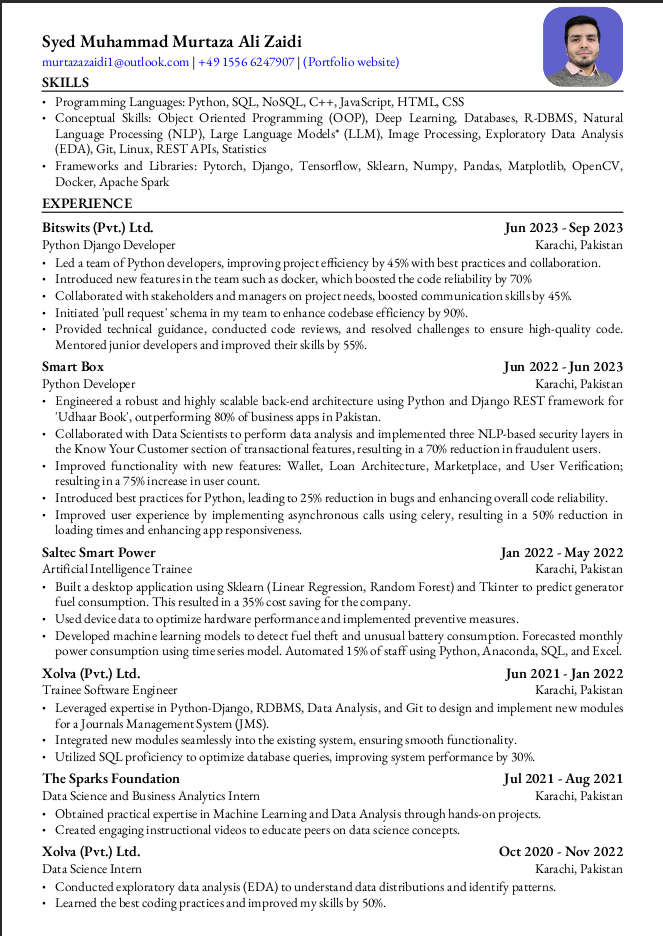 Syed Muhammad Murtaza Ali Zaidi
murtazazaidi1@outlook.com | +49 1556 6247907 | (Portfolio website)
SKILLS
• Programming Languages: Python, SQL, NoSQL, C++, JavaScript, HTML, CSS
• Conceptual Skills: Object Oriented Programming (OOP), Deep Learning, Databases, R-DBMS, Natural
Language Processing (NLP), Large Language Models* (LLM), Image Processing, Exploratory Data Analysis
(EDA), Git, Linux, REST APIs, Statistics
• Frameworks and Libraries: Pytorch, Django, Tensorflow, Sklearn, Numpy, Pandas, Matplotlib, OpenCV,
Docker, Apache Spark
EXPERIENCE
Bitswits (Pvt.) Ltd. Jun 2023 - Sep 2023
Python Django Developer Karachi, Pakistan
• Led a team of Python developers, improving project efficiency by 45% with best practices and collaboration.
• Introduced new features in the team such as docker, which boosted the code reliability by 70%
• Collaborated with stakeholders and managers on project needs, boosted communication skills by 45%.
• Initiated 'pull request' schema in my team to enhance codebase efficiency by 90%.
• Provided technical guidance, conducted code reviews, and resolved challenges to ensure high-quality code.
Mentored junior developers and improved their skills by 55%.
Smart Box Jun 2022 - Jun 2023
Python Developer Karachi, Pakistan
• Engineered a robust and highly scalable back-end architecture using Python and Django REST framework for
'Udhaar Book', outperforming 80% of business apps in Pakistan.
• Collaborated with Data Scientists to perform data analysis and implemented three NLP-based security layers in
the Know Your Customer section of transactional features, resulting in a 70% reduction in fraudulent users.
• Improved functionality with new features: Wallet, Loan Architecture, Marketplace, and User Verification;
resulting in a 75% increase in user count.
• Introduced best practices for Python, leading to 25% reduction in bugs and enhancing overall code reliability.
• Improved user experience by implementing asynchronous calls using celery, resulting in a 50% reduction in
loading times and enhancing app responsiveness.
Saltec Smart Power Jan 2022 - May 2022
Artificial Intelligence Trainee Karachi, Pakistan
• Built a desktop application using Sklearn (Linear Regression, Random Forest) and Tkinter to predict generator
fuel consumption. This resulted in a 35% cost saving for the company.
• Used device data to optimize hardware performance and implemented preventive measures.
• Developed machine learning models to detect fuel theft and unusual battery consumption. Forecasted monthly
power consumption using time series model. Automated 15% of staff using Python, Anaconda, SQL, and Excel.
Xolva (Pvt.) Ltd. Jun 2021 - Jan 2022
Trainee Software Engineer Karachi, Pakistan
• Leveraged expertise in Python-Django, RDBMS, Data Analysis, and Git to design and implement new modules
for a Journals Management System (JMS).
• Integrated new modules seamlessly into the existing system, ensuring smooth functionality.
• Utilized SQL proficiency to optimize database queries, improving system performance by 30%.
The Sparks Foundation Jul 2021 - Aug 2021
Data Science and Business Analytics Intern Karachi, Pakistan
• Obtained practical expertise in Machine Learning and Data Analysis through hands-on projects.
• Created engaging instructional videos to educate peers on data science concepts.
Xolva (Pvt.) Ltd. Oct 2020 - Nov 2022
Data Science Intern Karachi, Pakistan
• Conducted exploratory data analysis (EDA) to understand data distributions and identify patterns.
• Learned the best coding practices and improved my skills by 50%.